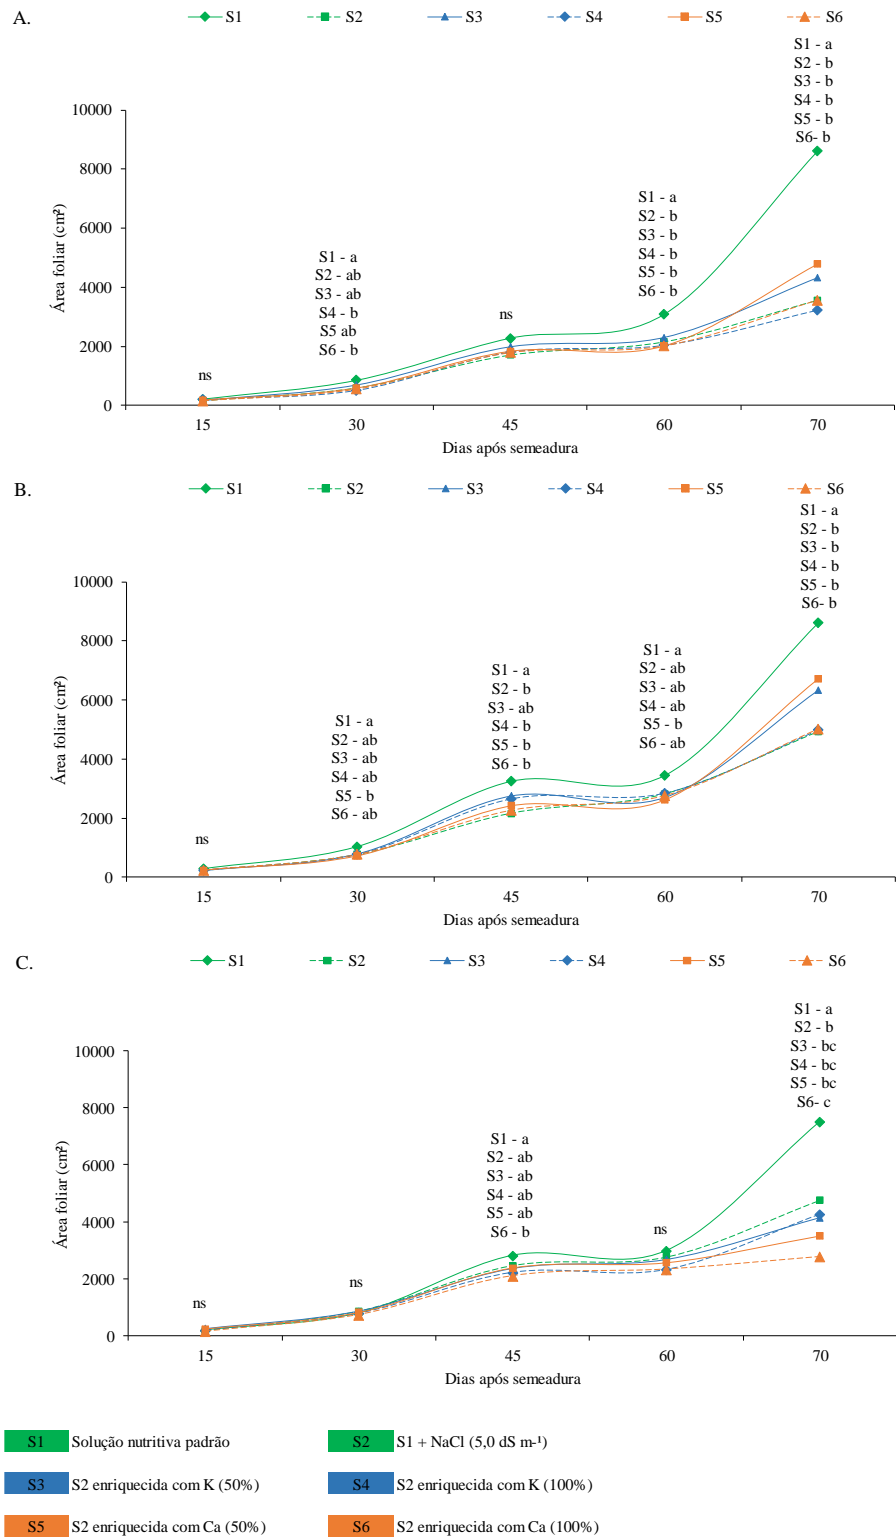 A.
S1 S2 S3 S4 S5 S6
S1 - a
S2 - b
S3 - b
S4 - b
S5 - b
S6- b
10000
8000
6000
4000
2000
0
Área foliar (cm²)
ns
S1 - a
S2 - ab
S3 - ab
S4 - b
S5 ab
S6 - b
ns
S1 - a
S2 - b
S3 - b
S4 - b
S5 - b
S6 - b
15 30 45 60 70
Dias após semeadura
B.
S1 S2 S3 S4 S5 S6
S1 - a
S2 - b
S3 - b
S4 - b
S5 - b
S6- b
10000
8000
6000
4000
2000
0
Área foliar (cm²)
ns
S1 - a
S2 - ab
S3 - ab
S4 - ab
S5 - b
S6 - ab
S1 - a
S2 - b
S3 - ab
S4 - b
S5 - b
S6 - b
S1 - a
S2 - ab
S3 - ab
S4 - ab
S5 - b
S6 - ab
15 30 45 60 70
Dias após semeadura
C.
S1 S2 S3 S4 S5 S6
S1 - a
S2 - b
S3 - bc
S4 - bc
S5 - bc
S6- c
10000
8000
6000
4000
2000
0
Área foliar (cm²)
ns
ns
S1 - a
S2 - ab
S3 - ab
S4 - ab
S5 - ab
S6 - b
ns
15 30 45 60 70
Dias após semeadura
S1 Solução nutritiva padrão
S2 S1 + NaCl (5,0 dS m⁻¹)
S3 S2 enriquecida com K (50%)
S4 S2 enriquecida com K (100%)
S5 S2 enriquecida com Ca (50%)
S6 S2 enriquecida com Ca (100%)